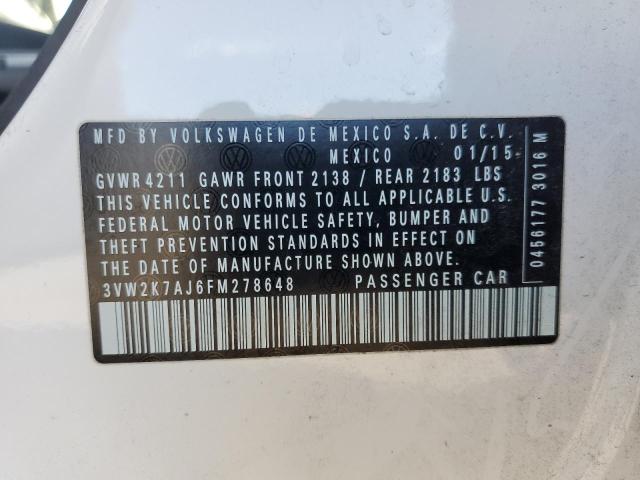 MFD BY VOLKSWAGEN DE MEXICO S.A. DE C.V.
MEXICO 01/15
GVWR 4211 GAWR FRONT 2138 / REAR 2183 LBS
THIS VEHICLE CONFORMS TO ALL APPLICABLE U.S.
FEDERAL MOTOR VEHICLE SAFETY, BUMPER AND
THEFT PREVENTION STANDARDS IN EFFECT ON
THE DATE OF MANUFACTURE SHOWN ABOVE.
3VW2K7AJ6FM278648 PASSENGER CAR
0456177 3016 M